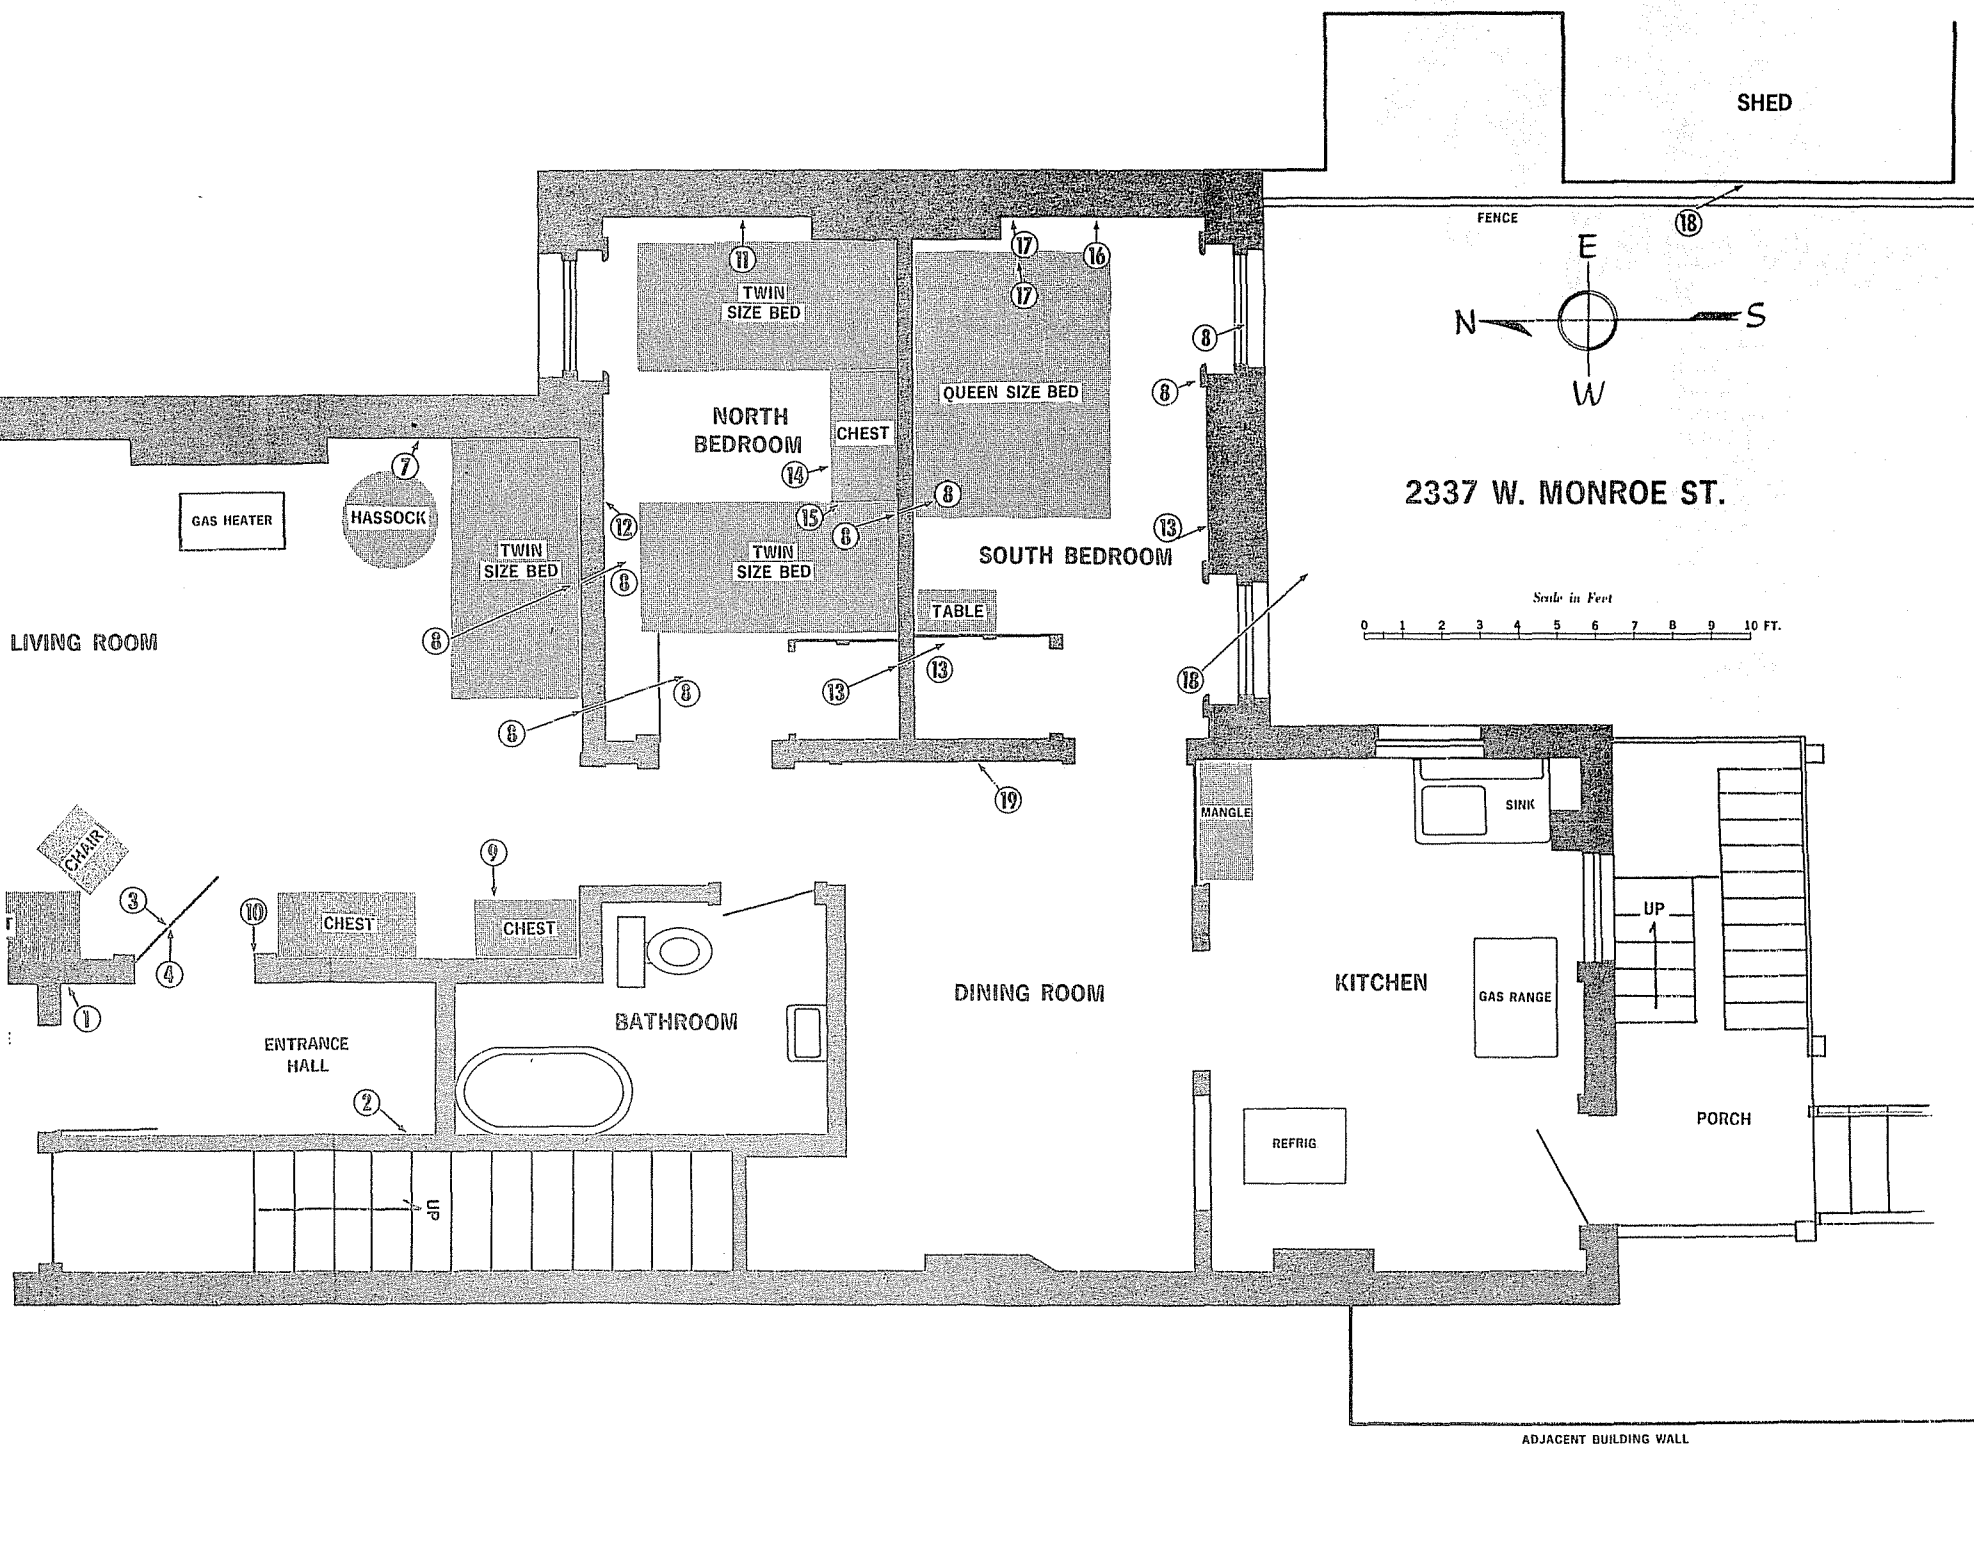 SHED
18
FENCE
E
N
S
W
11
17
16
17
TWIN
SIZE BED
8
8
QUEEN SIZE BED
NORTH
BEDROOM
CHEST
14
7
GAS HEATER
HASSOCK
12
15
8
8
13
2337 W. MONROE ST.
TWIN
SIZE BED
TWIN
SIZE BED
SOUTH BEDROOM
8
8
TABLE
Scale in Feet
0 1 2 3 4 5 6 7 8 9 10 FT.
LIVING ROOM
13
13
18
8
8
19
MANGLE
SINK
CHAIR
9
3
10
CHEST
CHEST
4
1
UP
DINING ROOM
KITCHEN
GAS RANGE
BATHROOM
ENTRANCE
HALL
2
REFRIG
PORCH
UP
ADJACENT BUILDING WALL